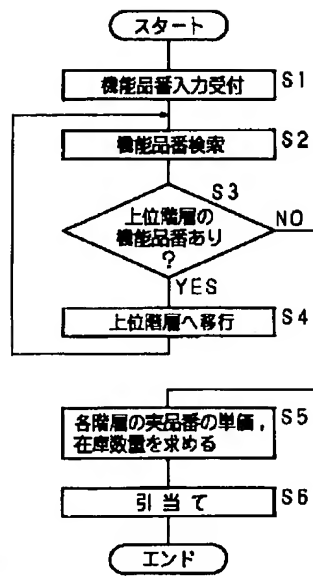 スタート
機能品番入力受付
S1
機能品番検索
S2
S3
上位階層の
機能品番あり
?
NO
YES
上位階層へ移行
S4
各階層の実品番の単価,
在庫数量を求める
S5
引当て
S6
エンド